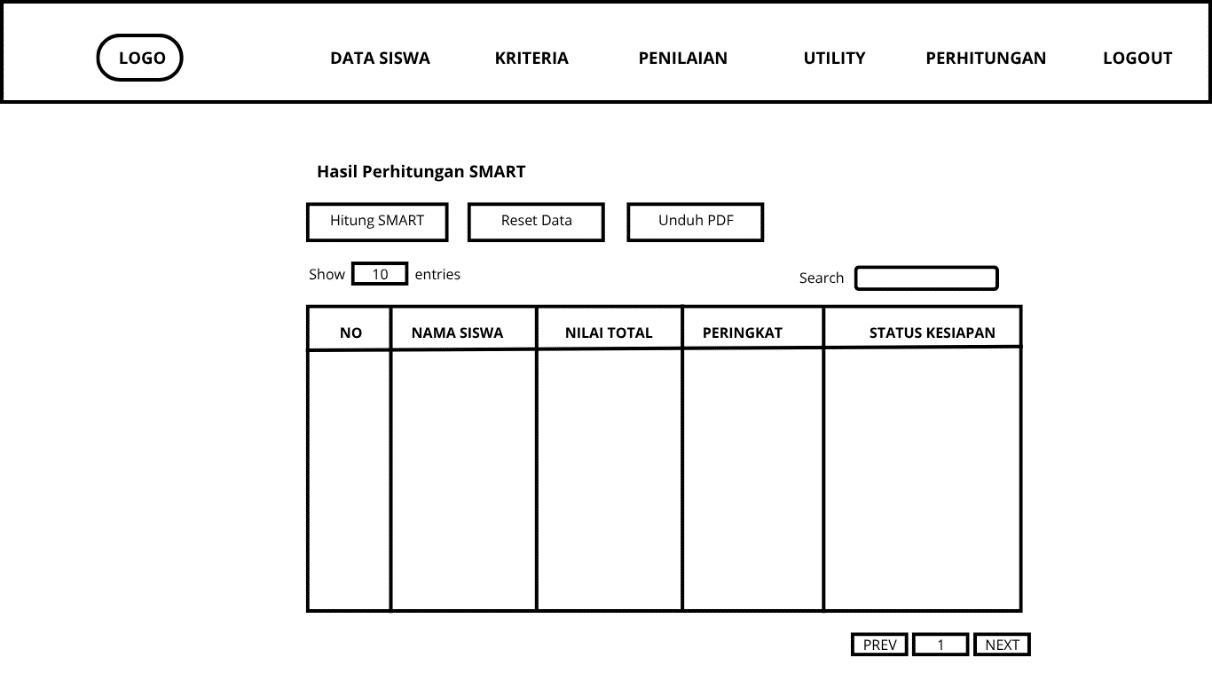 LOGO DATA SISWA KRITERIA PENILAIAN UTILITY PERHITUNGAN LOGOUT
Hasil Perhitungan SMART
Hitung SMART Reset Data Unduh PDF
Show 10 entries Search
NO NAMA SISWA NILAI TOTAL PERINGKAT STATUS KESIAPAN
PREV 1 NEXT